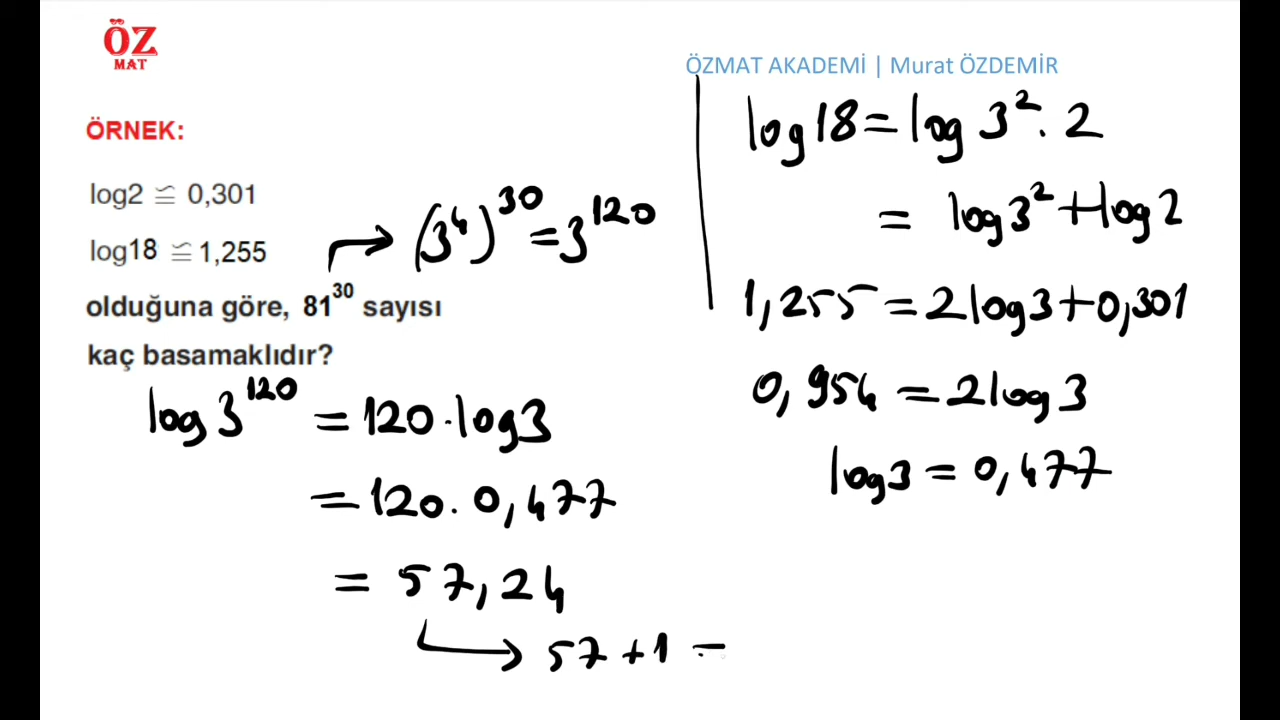 ÖZ
MAT
ÖZMAT AKADEMİ | Murat ÖZDEMİR
ÖRNEK:
log2 ≌ 0,301
log18 ≌ 1,255
olduğuna göre, 81³⁰ sayısı
kaç basamaklıdır?
(3⁴)³⁰ = 3¹²⁰
log 3¹²⁰ = 120 · log3
= 120 . 0,477
= 57,24
57 + 1 =
log18 = log 3² . 2
= log3² + log2
1,255 = 2log3 + 0,301
0,954 = 2log3
log3 = 0,477